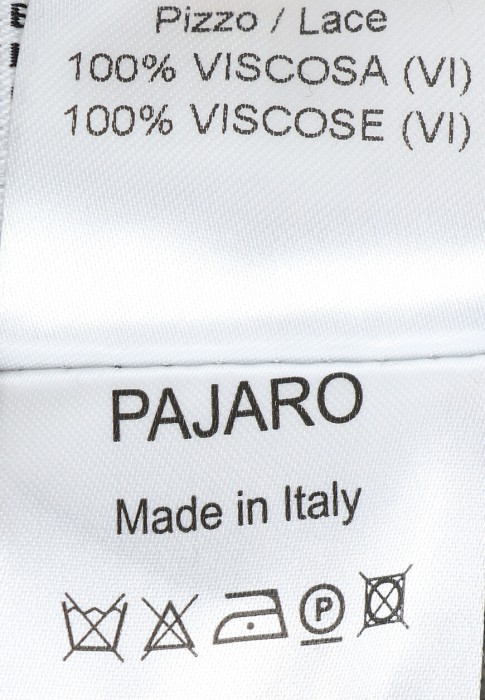 Pizzo / Lace
100% VISCOSA (VI)
100% VISCOSE (VI)
PAJARO
Made in Italy
P